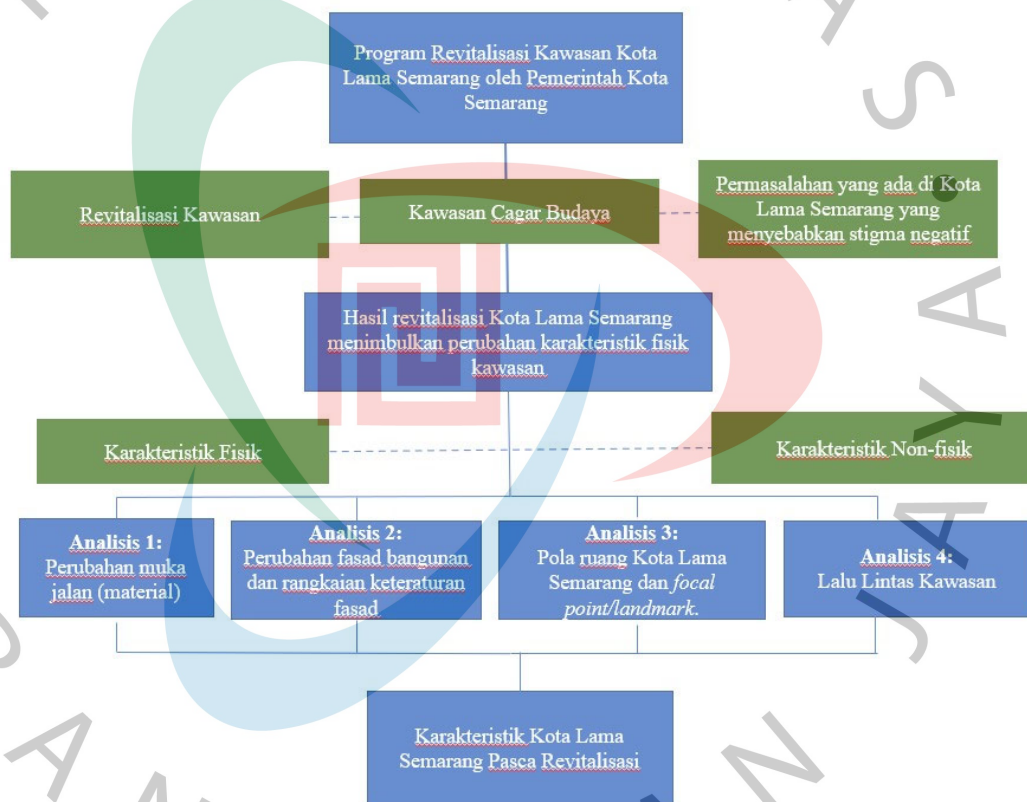 Program Revitalisasi Kawasan Kota
Lama Semarang oleh Pemerintah Kota
Semarang
Revitalisasi Kawasan
Kawasan Cagar Budaya
Permasalahan yang ada di Kota
Lama Semarang yang
menyebabkan stigma negatif
Hasil revitalisasi Kota Lama Semarang
menimbulkan perubahan karakteristik fisik
kawasan
Karakteristik Fisik
Karakteristik Non-fisik
Analisis 1:
Perubahan muka
jalan (material)
Analisis 2:
Perubahan fasad bangunan
dan rangkaian keteraturan
fasad
Analisis 3:
Pola ruang Kota Lama
Semarang dan focal
point/landmark.
Analisis 4:
Lalu Lintas Kawasan
Karakteristik Kota Lama
Semarang Pasca Revitalisasi